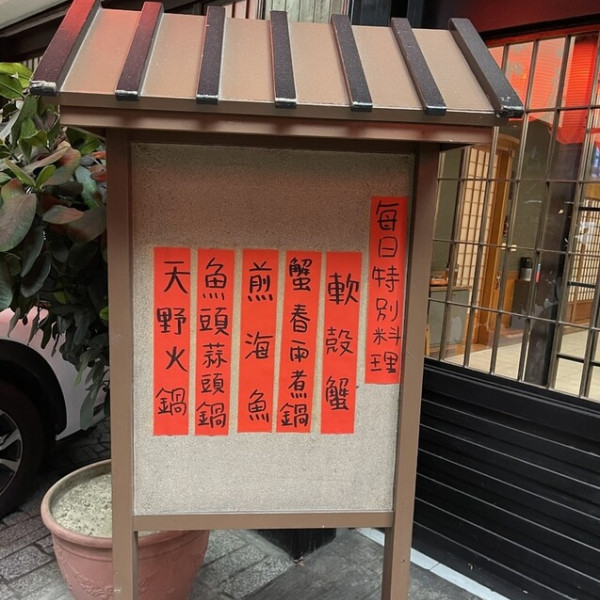 每日特別料理
軟殼蟹
蟹春雨煮鍋
煎海魚
魚頭蒜頭鍋
天野火鍋